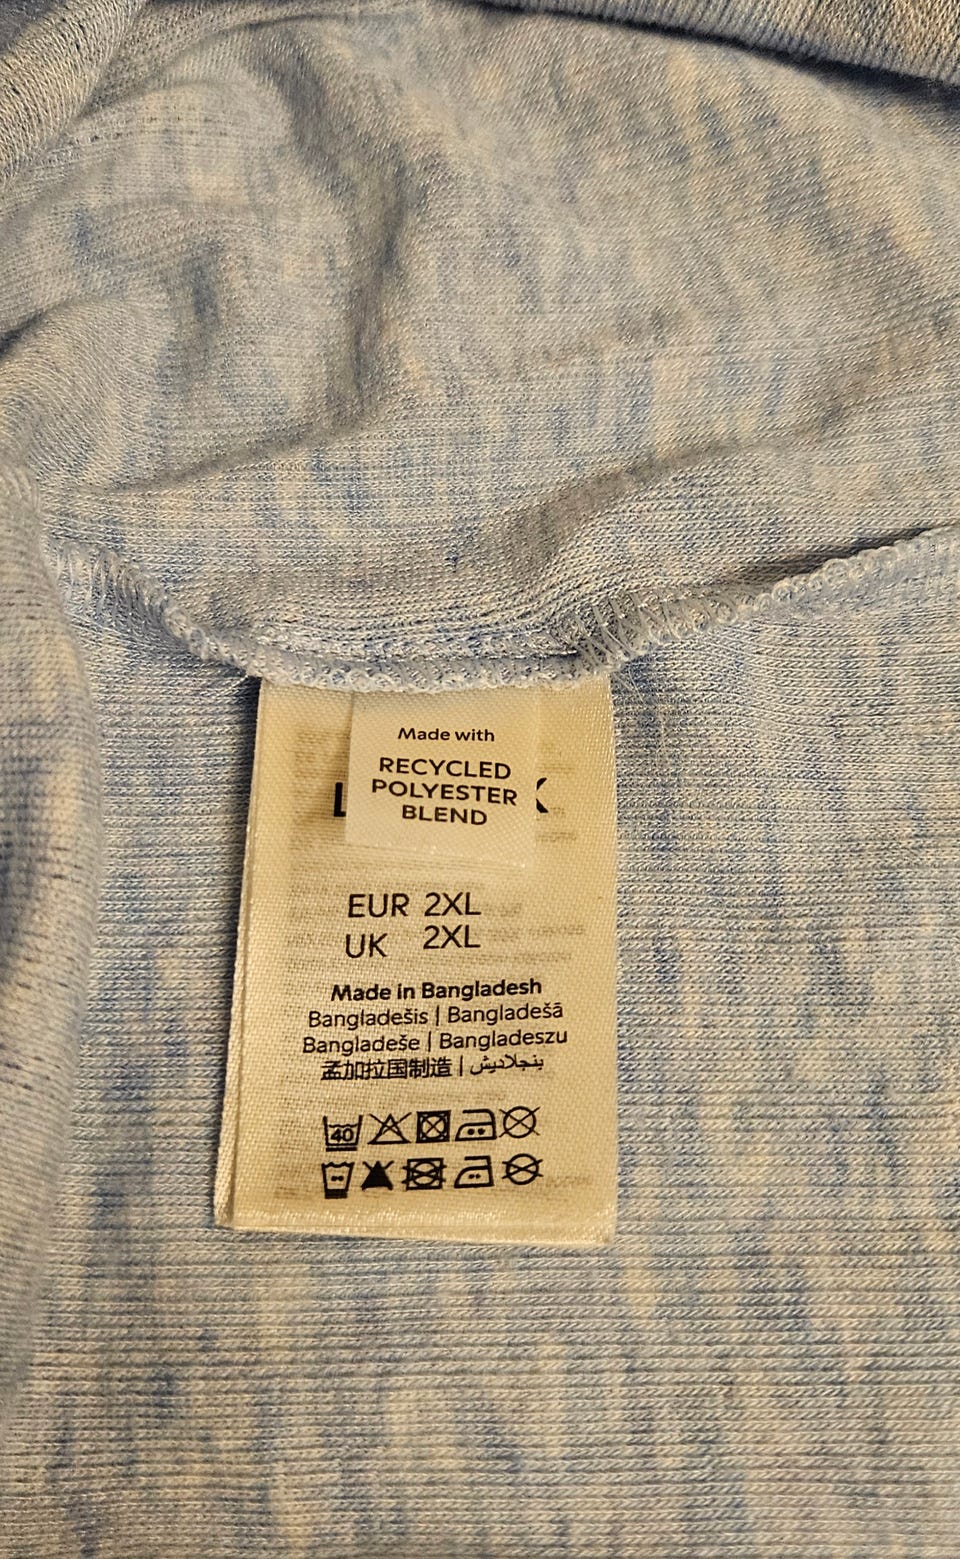 Made with
RECYCLED
POLYESTER
BLEND
EUR 2XL
UK 2XL
Made in Bangladesh
Bangladešis | Bangladešā
Bangladeše | Bangladeszu
孟加拉国制造 | بنجلاديش
40